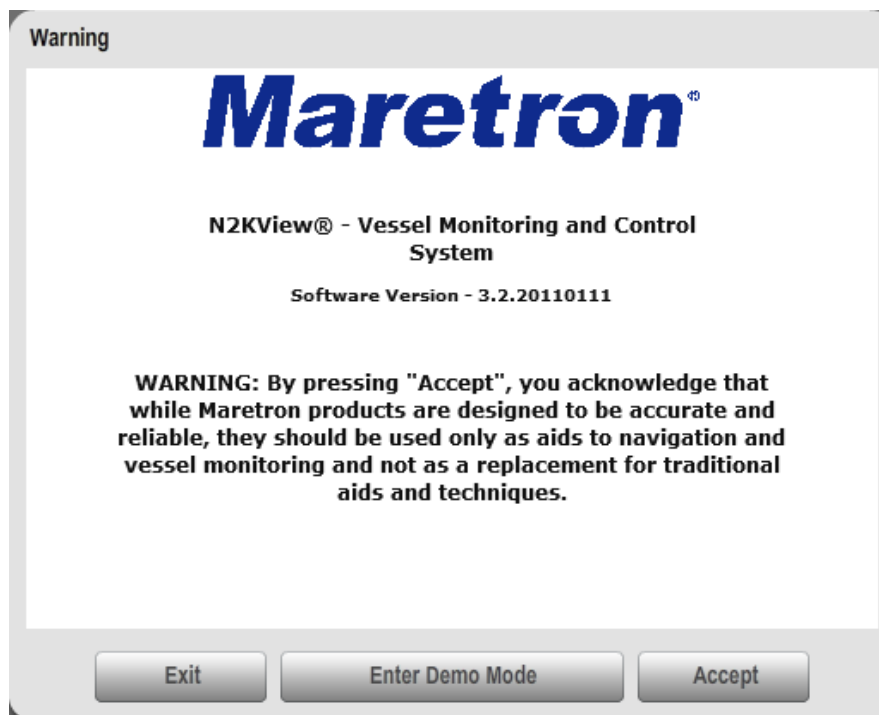 Warning
Maretron®
N2KView® - Vessel Monitoring and Control
System
Software Version - 3.2.20110111
WARNING: By pressing "Accept", you acknowledge that
while Maretron products are designed to be accurate and
reliable, they should be used only as aids to navigation and
vessel monitoring and not as a replacement for traditional
aids and techniques.
Exit Enter Demo Mode Accept